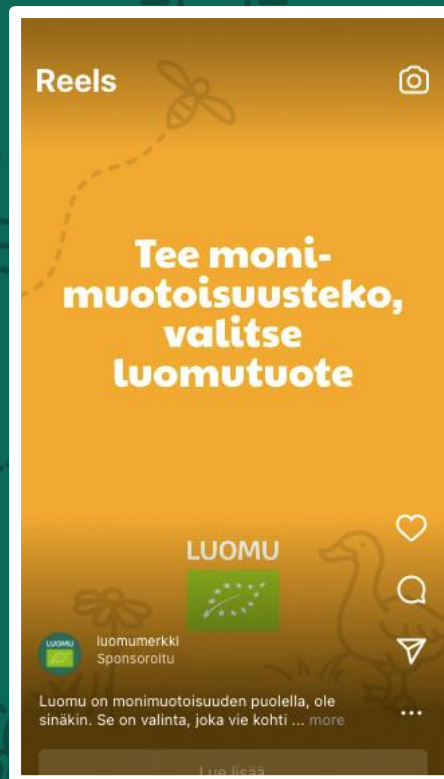 Reels
Tee moni-
muotoisuusteko,
valitse
luomutuote
LUOMU
LUOMU
luomumerkki
Sponsoroitu
Luomu on monimuotoisuuden puolella, ole
sinäkin. Se on valinta, joka vie kohti ... more
Lue lisää